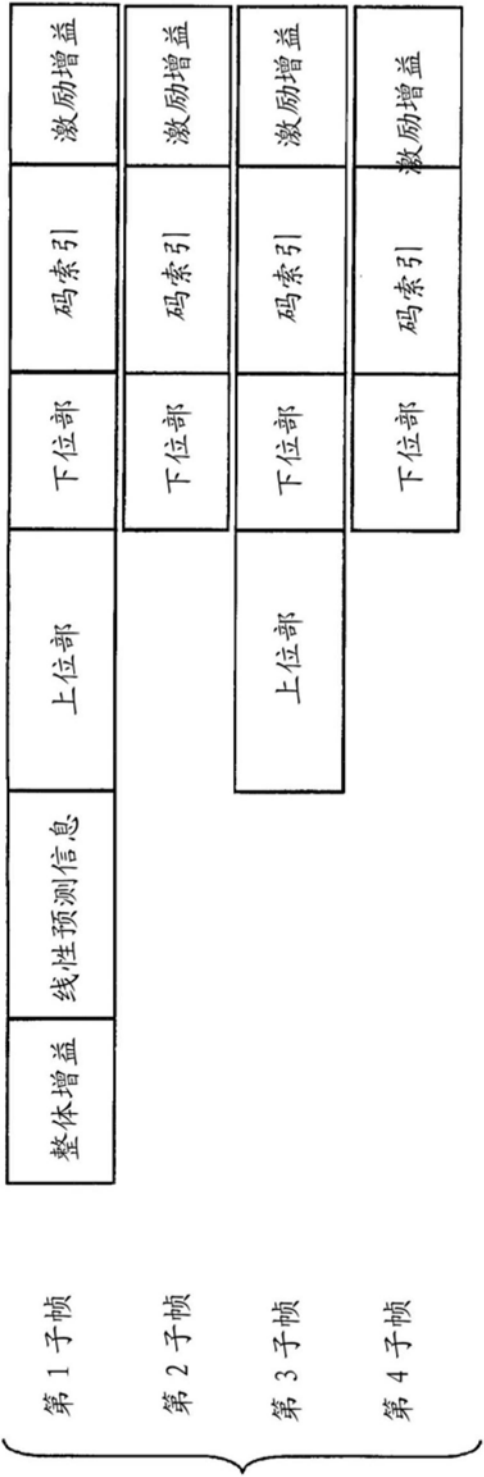 第1子帧 整体增益 线性预测信息 上位部 下位部 码索引 激励增益
第2子帧 下位部 码索引 激励增益
第3子帧 上位部 下位部 码索引 激励增益
第4子帧 下位部 码索引 激励增益